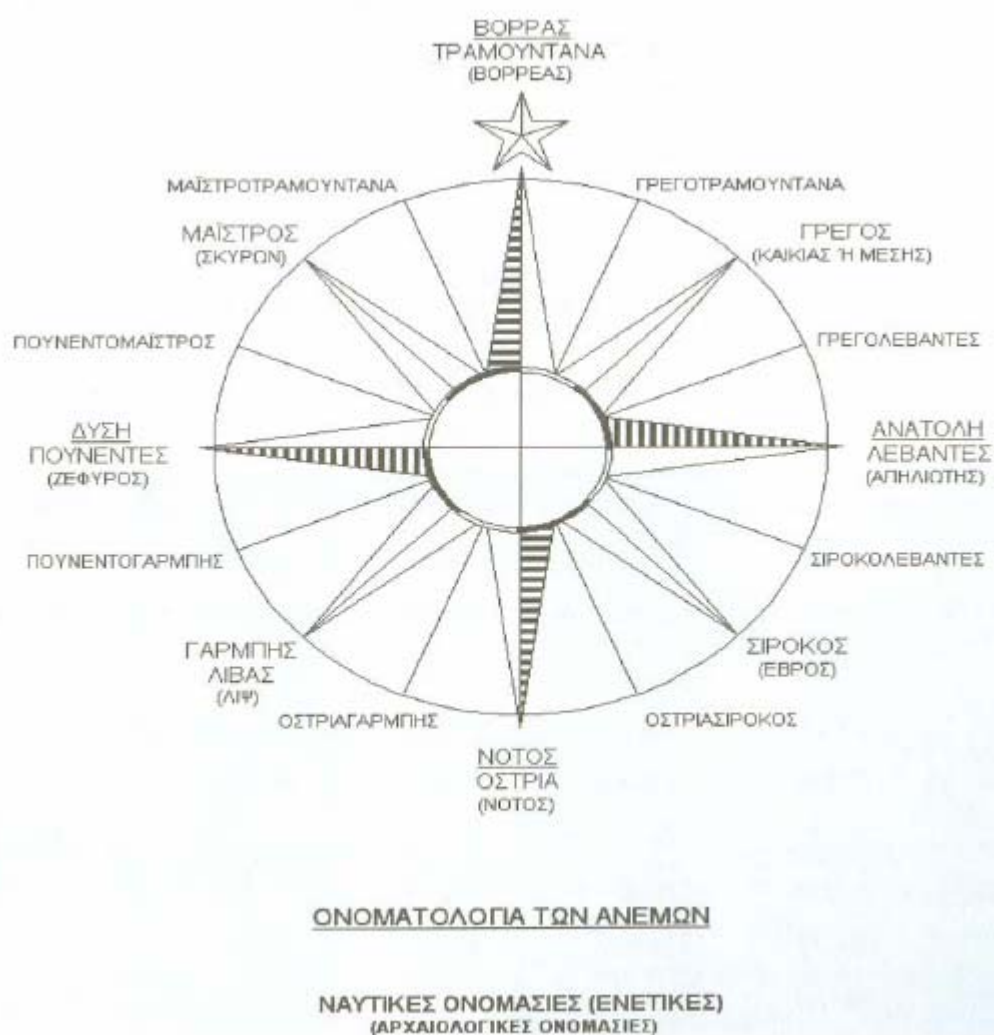 ΒΟΡΡΑΣ
ΤΡΑΜΟΥΝΤΑΝΑ
(ΒΟΡΡΕΑΣ)
ΜΑΪΣΤΡΟΤΡΑΜΟΥΝΤΑΝΑ
ΓΡΕΓΟΤΡΑΜΟΥΝΤΑΝΑ
ΜΑΪΣΤΡΟΣ
(ΣΚΥΡΩΝ)
ΓΡΕΓΟΣ
(ΚΑΙΚΙΑΣ Ή ΜΕΣΗΣ)
ΠΟΥΝΕΝΤΟΜΑΪΣΤΡΟΣ
ΓΡΕΓΟΛΕΒΑΝΤΕΣ
ΔΥΣΗ
ΠΟΥΝΕΝΤΕΣ
(ΖΕΦΥΡΟΣ)
ΑΝΑΤΟΛΗ
ΛΕΒΑΝΤΕΣ
(ΑΠΗΛΙΩΤΗΣ)
ΠΟΥΝΕΝΤΟΓΑΡΜΠΗΣ
ΣΙΡΟΚΟΛΕΒΑΝΤΕΣ
ΓΑΡΜΠΗΣ
ΛΙΒΑΣ
(ΛΙΨ)
ΣΙΡΟΚΟΣ
(ΕΒΡΟΣ)
ΟΣΤΡΙΑΓΑΡΜΠΗΣ
ΟΣΤΡΙΑΣΙΡΟΚΟΣ
ΝΟΤΟΣ
ΟΣΤΡΙΑ
(ΝΟΤΟΣ)
ΟΝΟΜΑΤΟΛΟΓΙΑ ΤΩΝ ΑΝΕΜΩΝ
ΝΑΥΤΙΚΕΣ ΟΝΟΜΑΣΙΕΣ (ΕΝΕΤΙΚΕΣ)
(ΑΡΧΑΙΟΛΟΓΙΚΕΣ ΟΝΟΜΑΣΙΕΣ)